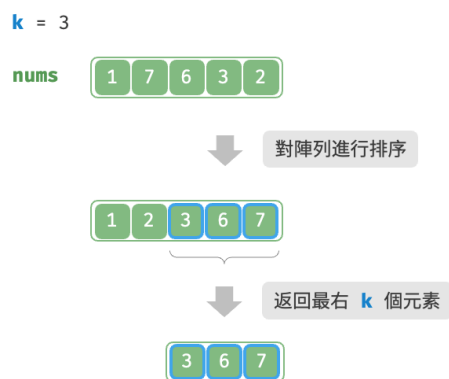 k = 3
nums 1 7 6 3 2
對陣列進行排序
1 2 3 6 7
返回最右 k 個元素
3 6 7